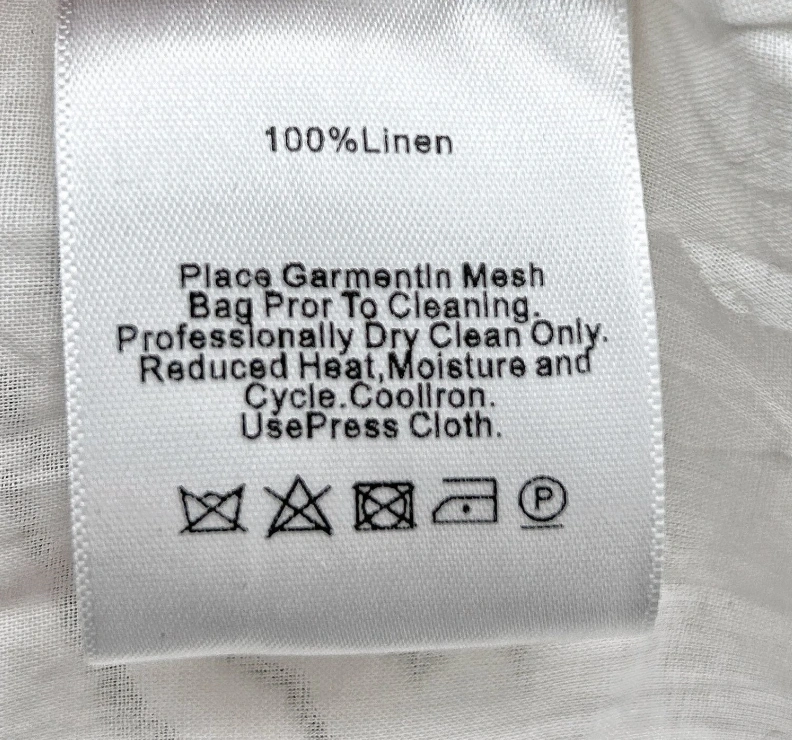 100%Linen
Place GarmentIn Mesh
Bag Pror To Cleaning.
Professionally Dry Clean Only.
Reduced Heat,Moisture and
Cycle.CoolIron.
UsePress Cloth.
P